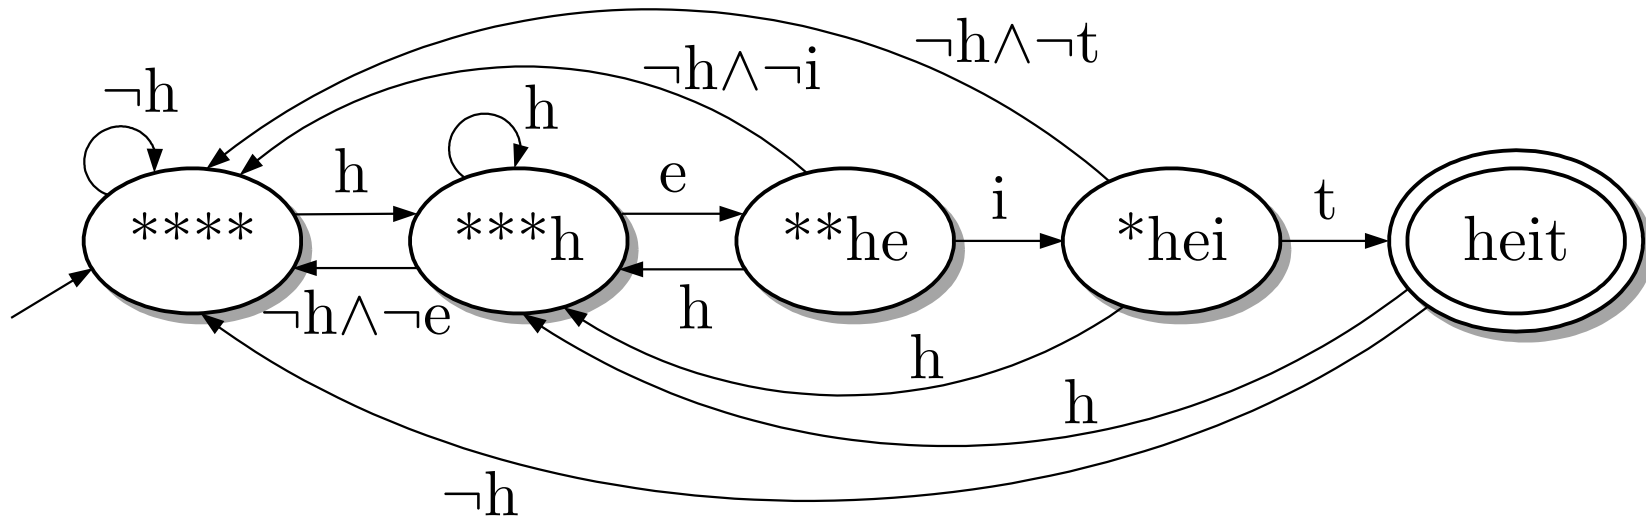 ¬h∧¬t
¬h∧¬i
¬h
h
h
e
i
t
****
***h
**he
*hei
heit
¬h∧¬e
h
h
h
¬h